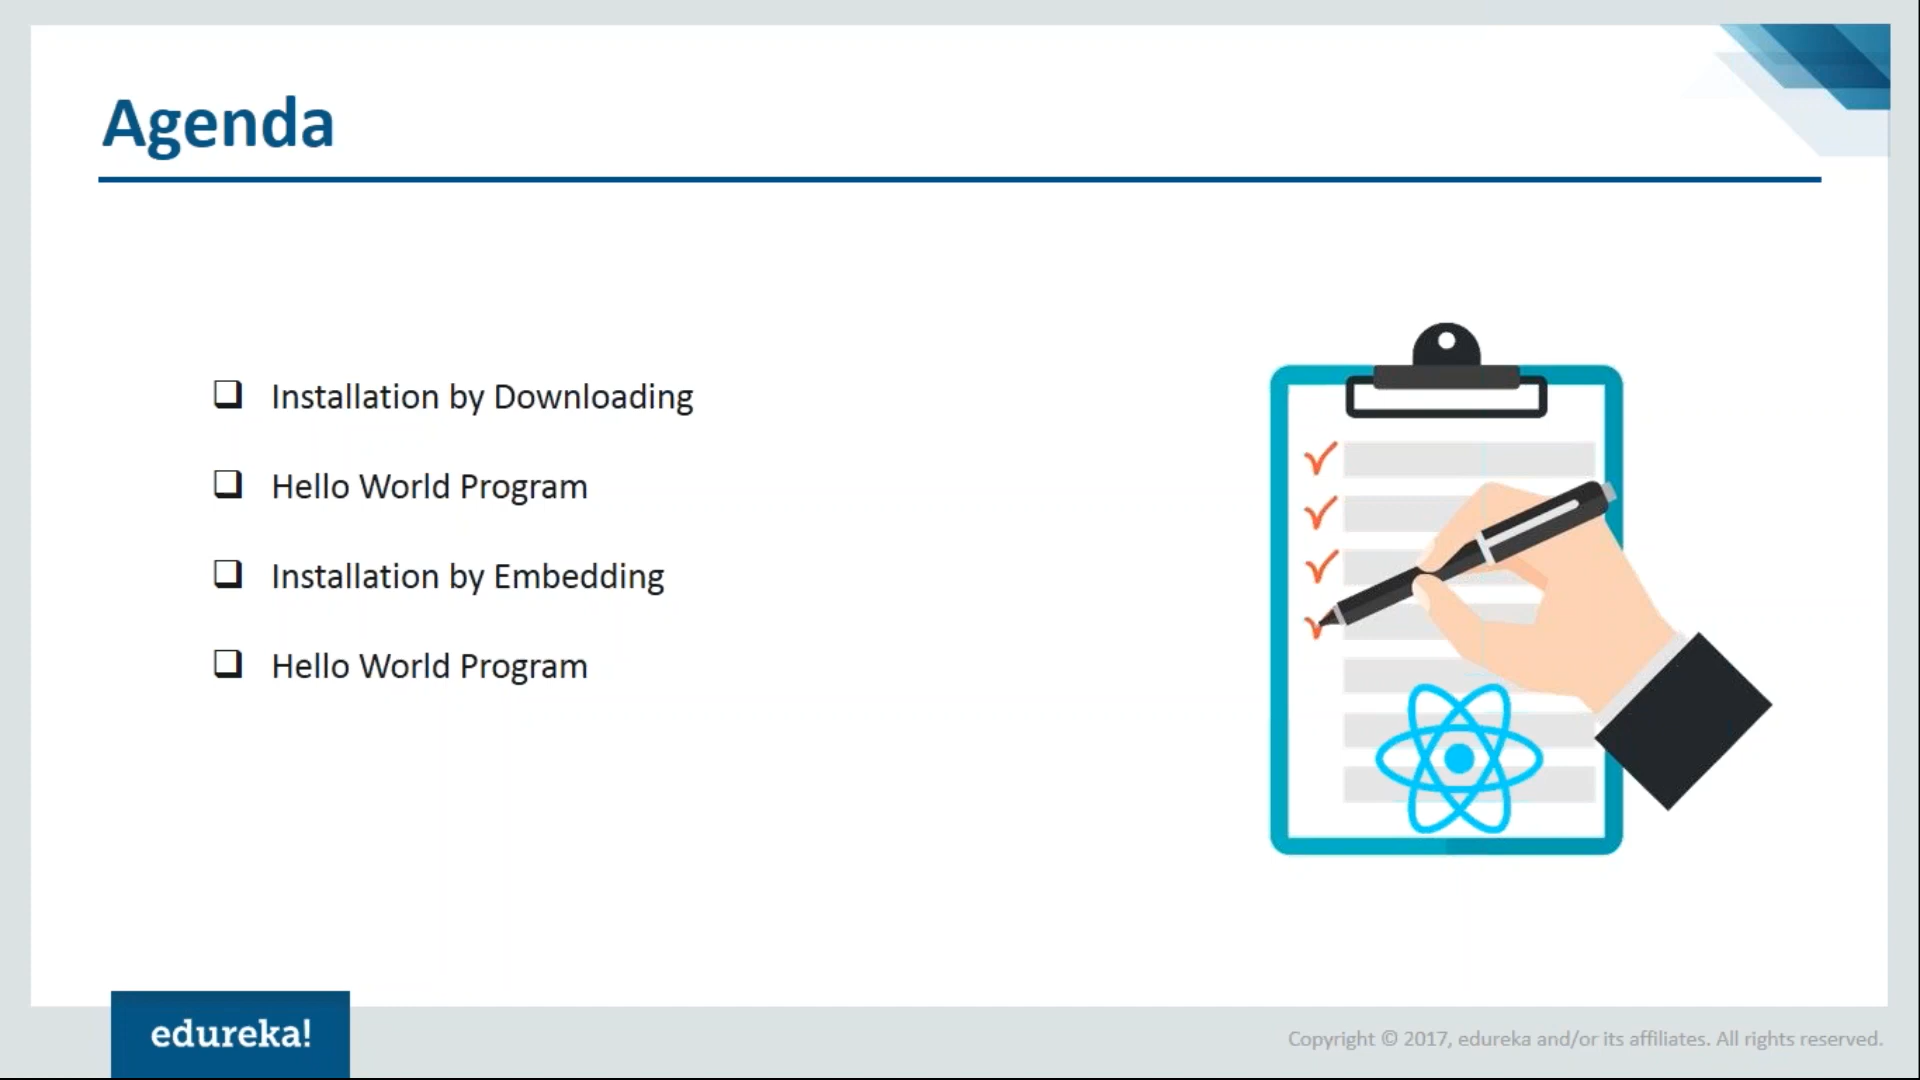 Agenda
Installation by Downloading
Hello World Program
Installation by Embedding
Hello World Program
edureka!
Copyright © 2017, edureka and/or its affiliates. All rights reserved.